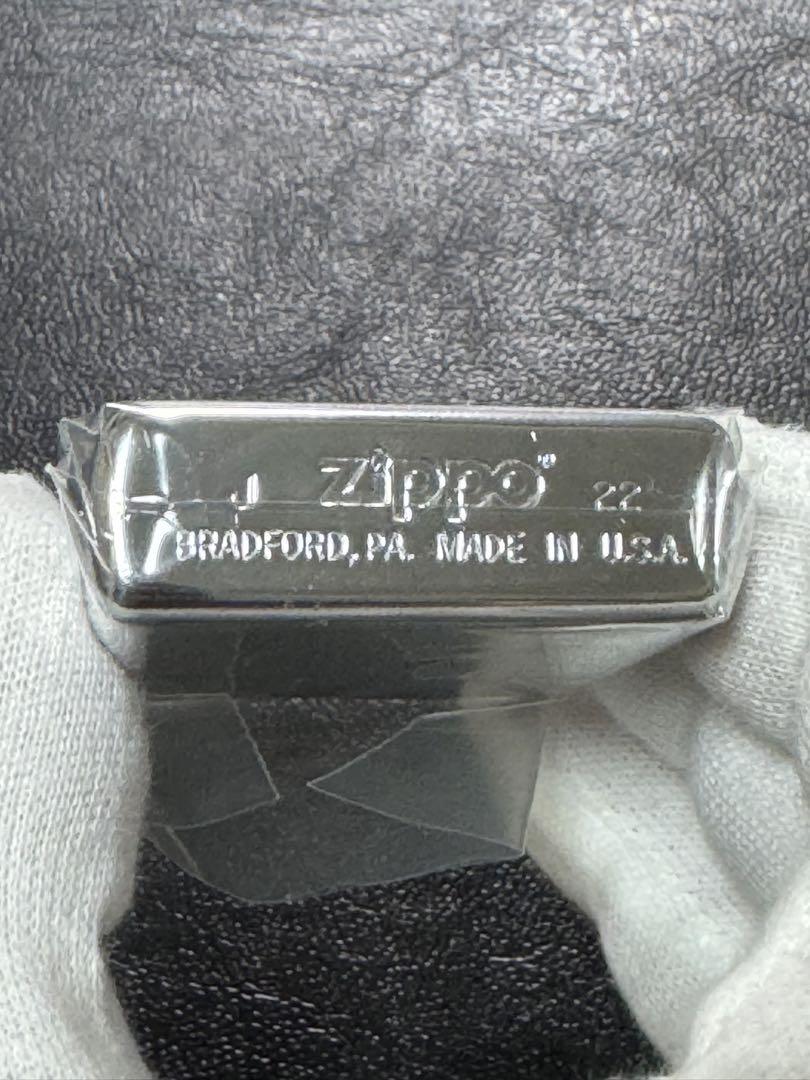 J Zippo® 22
BRADFORD, PA. MADE IN U.S.A.